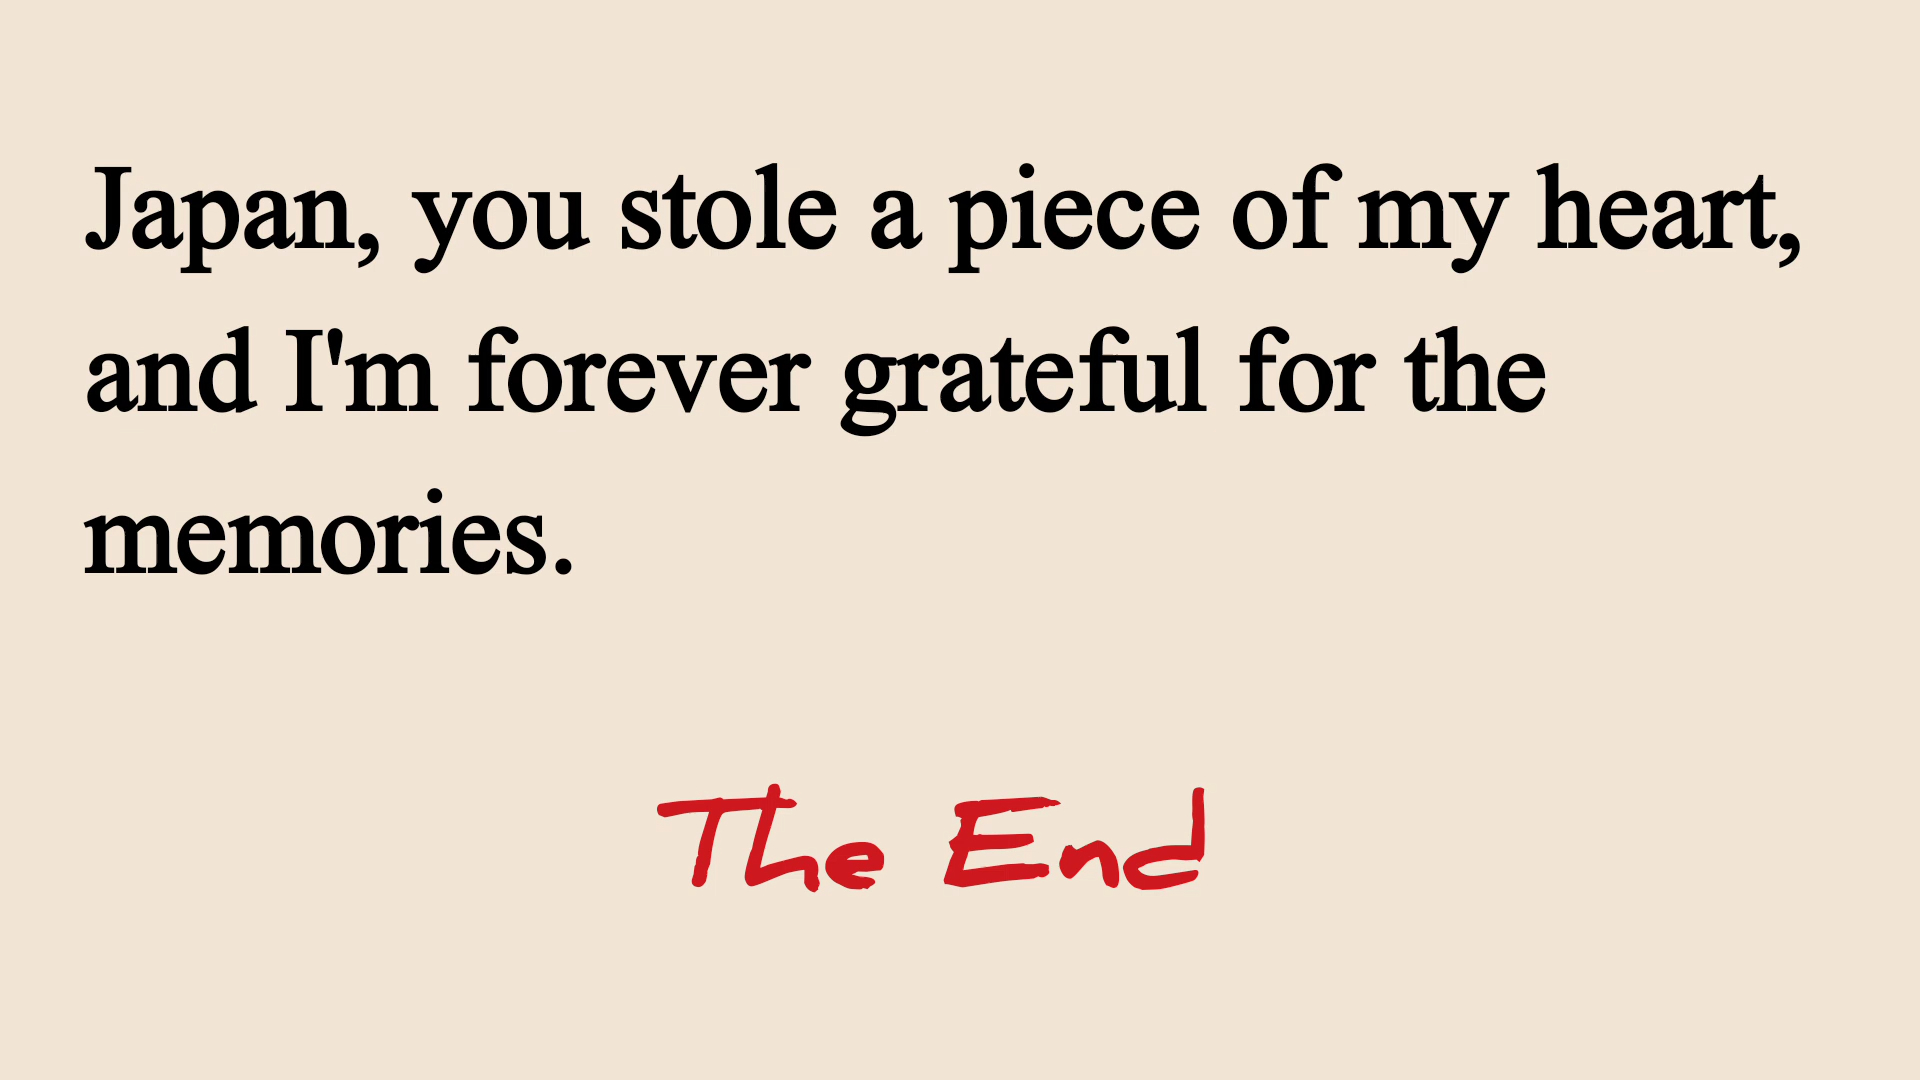 Japan, you stole a piece of my heart,
and I'm forever grateful for the
memories.
The End